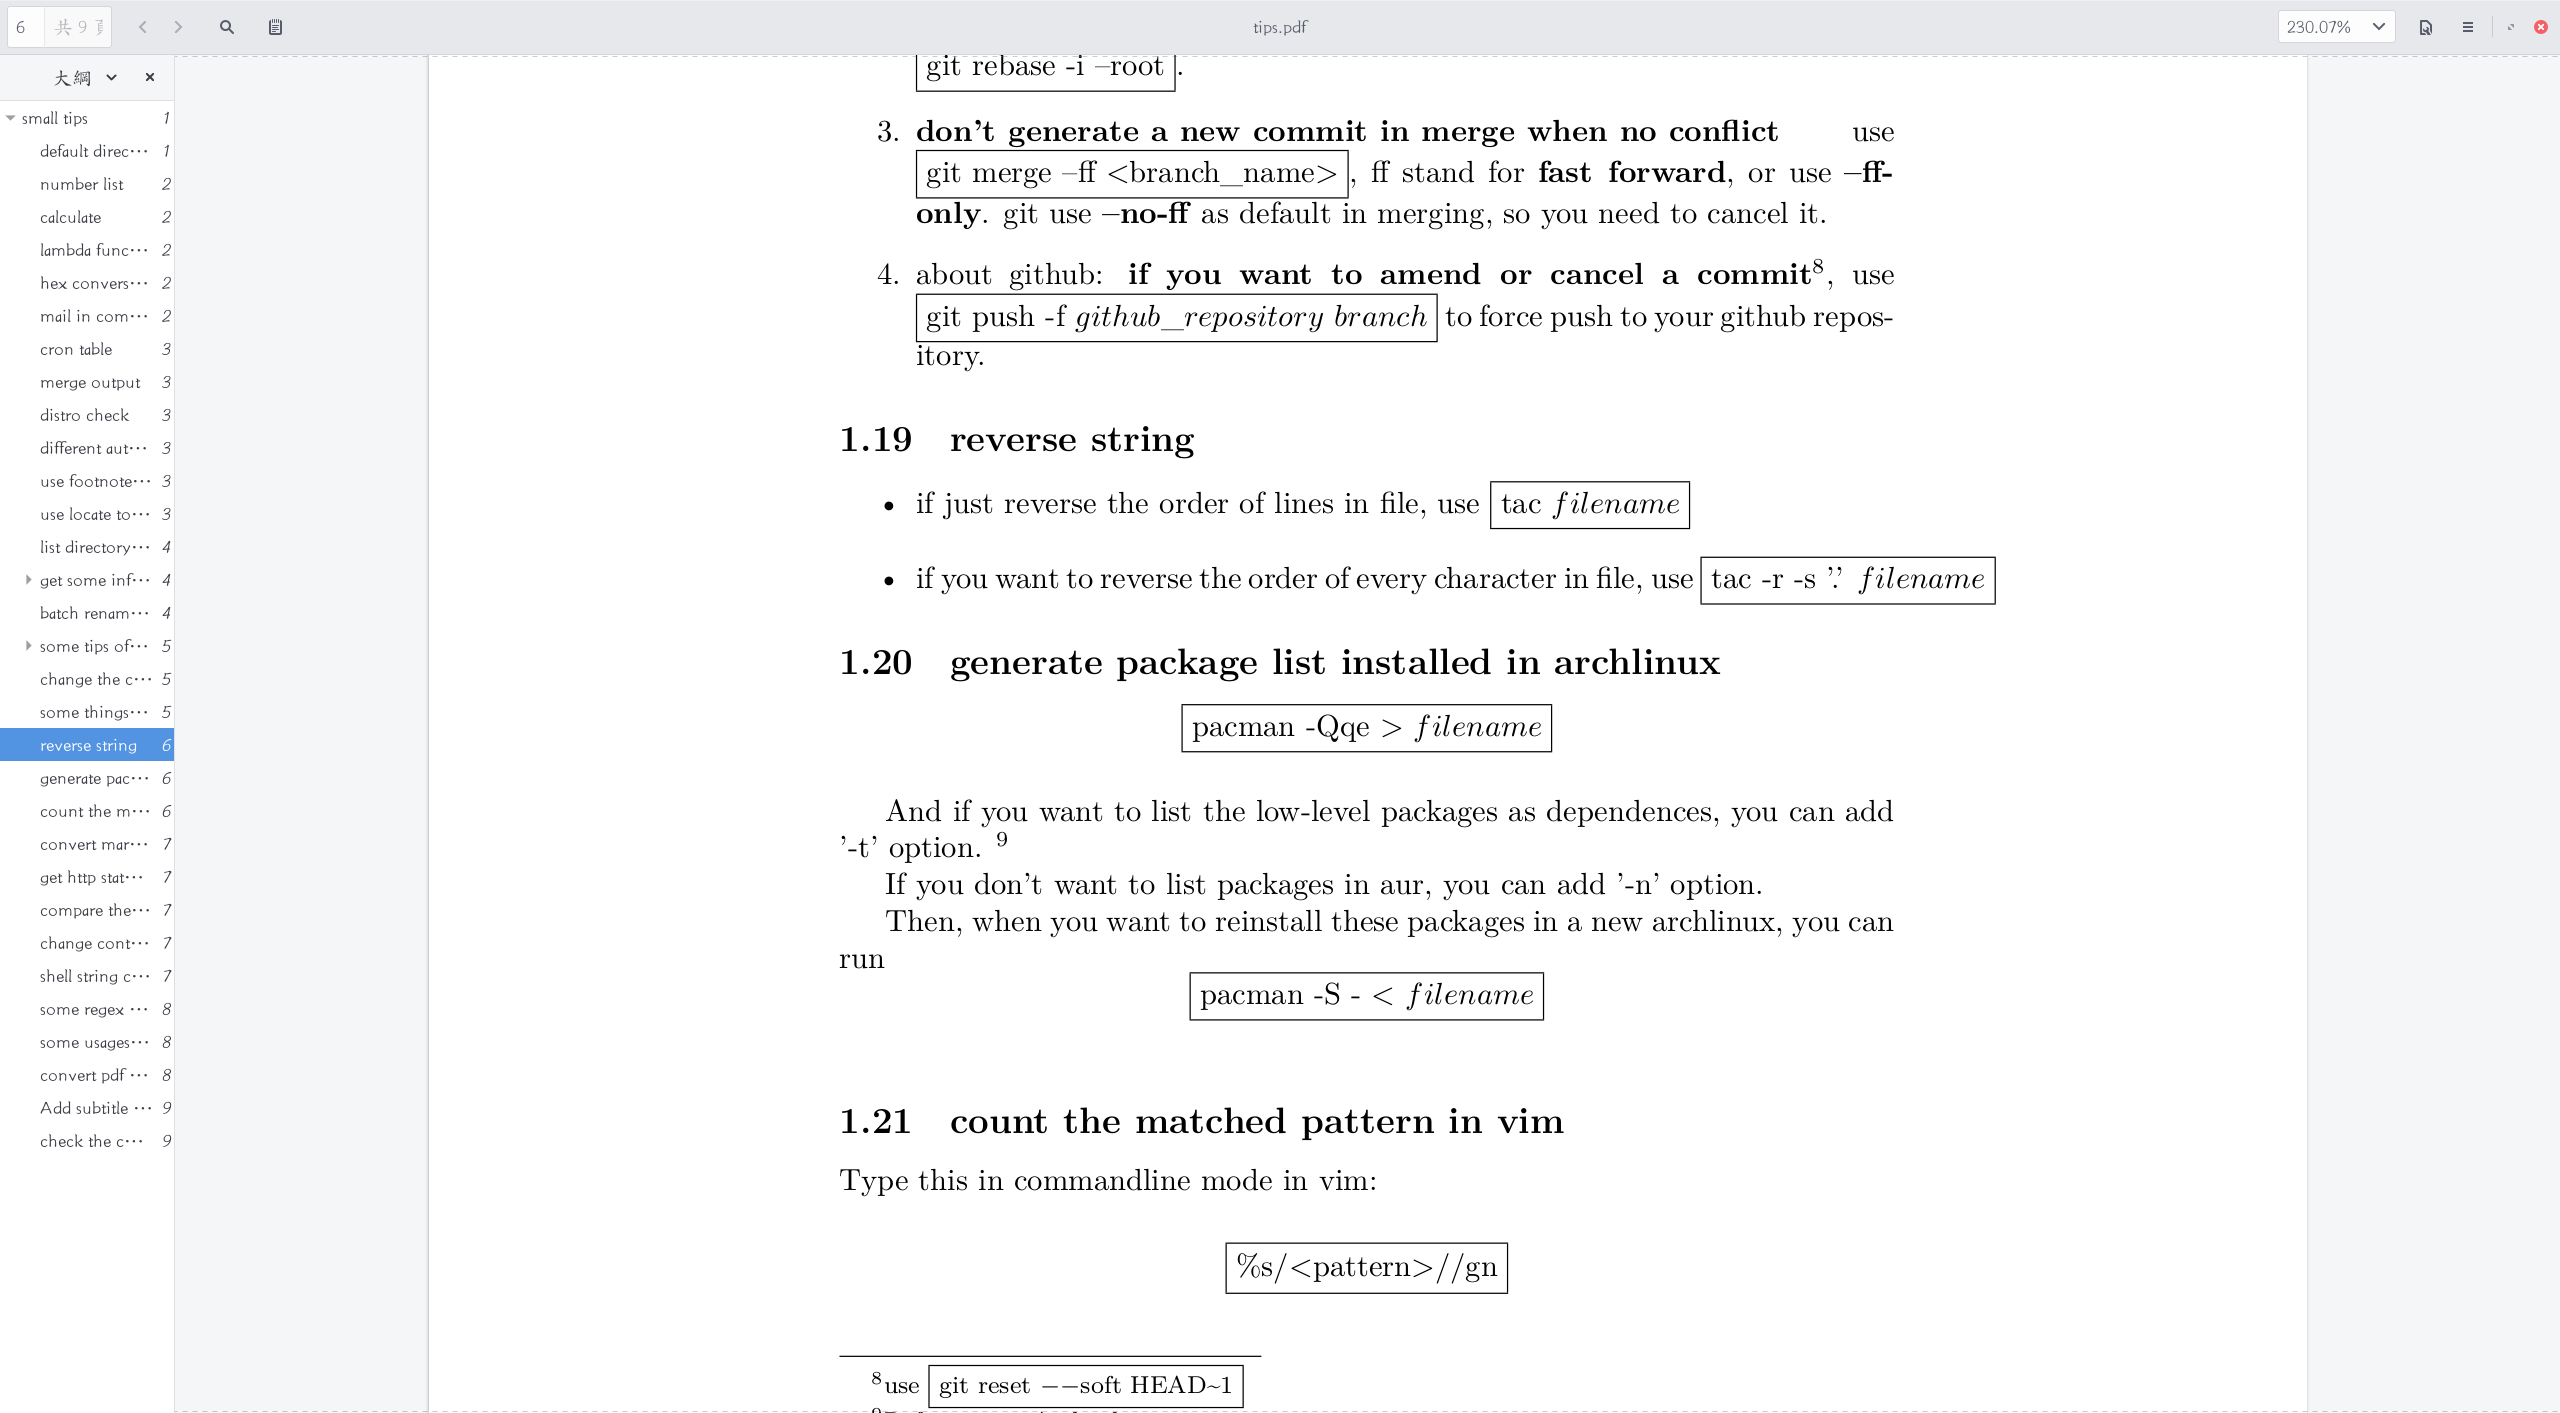 6 共 9 頁
tips.pdf
230.07%
大綱
small tips 1
default direc··· 1
number list 2
calculate 2
lambda func··· 2
hex convers··· 2
mail in com··· 2
cron table 3
merge output 3
distro check 3
different aut··· 3
use footnote··· 3
use locate to··· 3
list directory··· 4
get some inf··· 4
batch renam··· 4
some tips of··· 5
change the c··· 5
some things··· 5
reverse string 6
generate pac··· 6
count the m··· 6
convert mar··· 7
get http stat··· 7
compare the··· 7
change cont··· 7
shell string c··· 7
some regex ··· 8
some usages··· 8
convert pdf ··· 8
Add subtitle ··· 9
check the c··· 9
git rebase -i –root .
3. don’t generate a new commit in merge when no conflict use
git merge –ff <branch_name> , ff stand for fast forward, or use –ff-
only. git use –no-ff as default in merging, so you need to cancel it.
4. about github: if you want to amend or cancel a commit⁸, use
git push -f github_repository branch to force push to your github repos-
itory.
1.19 reverse string
• if just reverse the order of lines in file, use tac filename
• if you want to reverse the order of every character in file, use tac -r -s ’.’ filename
1.20 generate package list installed in archlinux
pacman -Qqe > filename
And if you want to list the low-level packages as dependences, you can add
’-t’ option. ⁹
If you don’t want to list packages in aur, you can add ’-n’ option.
Then, when you want to reinstall these packages in a new archlinux, you can
run
pacman -S - < filename
1.21 count the matched pattern in vim
Type this in commandline mode in vim:
%s/<pattern>//gn
⁸use git reset −−soft HEAD~1